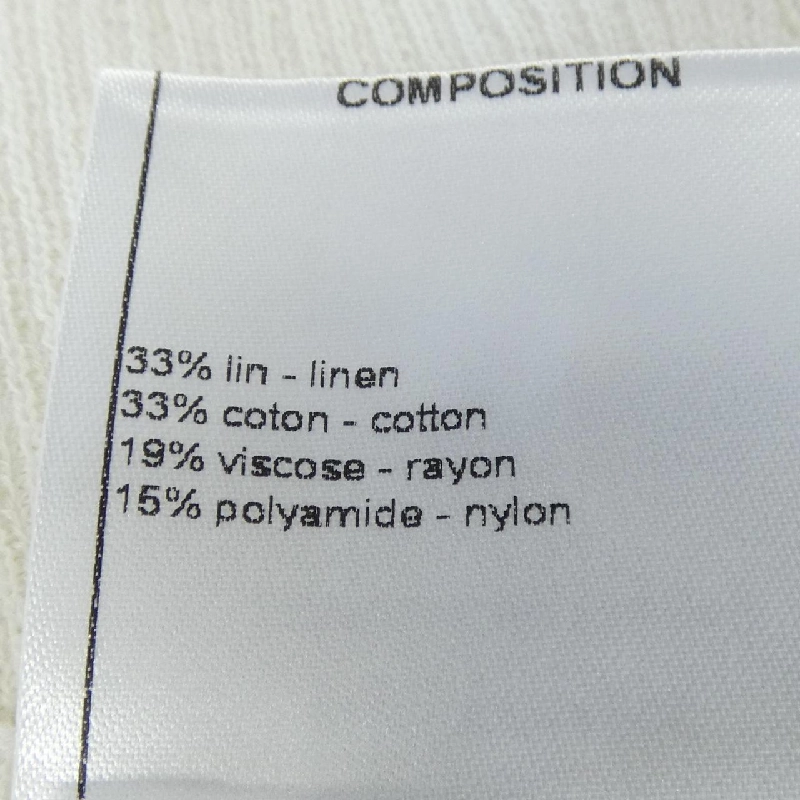 COMPOSITION
33% lin - linen
33% coton - cotton
19% viscose - rayon
15% polyamide - nylon